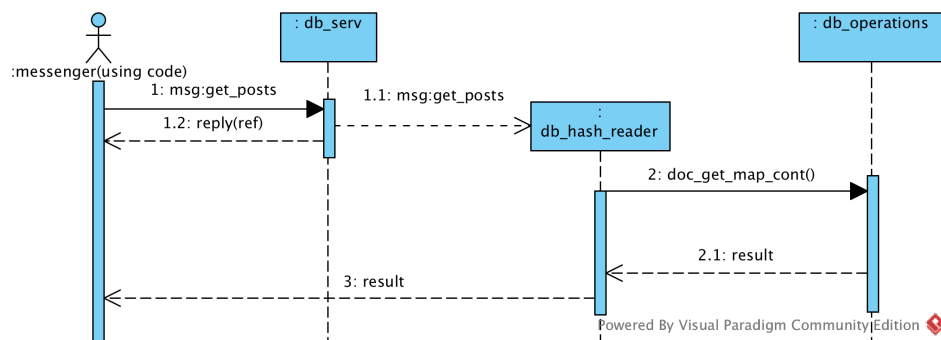 : db_serv
: db_operations
:messenger(using code)
1: msg:get_posts
1.1: msg:get_posts
1.2: reply(ref)
:
db_hash_reader
2: doc_get_map_cont()
2.1: result
3: result
Powered By Visual Paradigm Community Edition